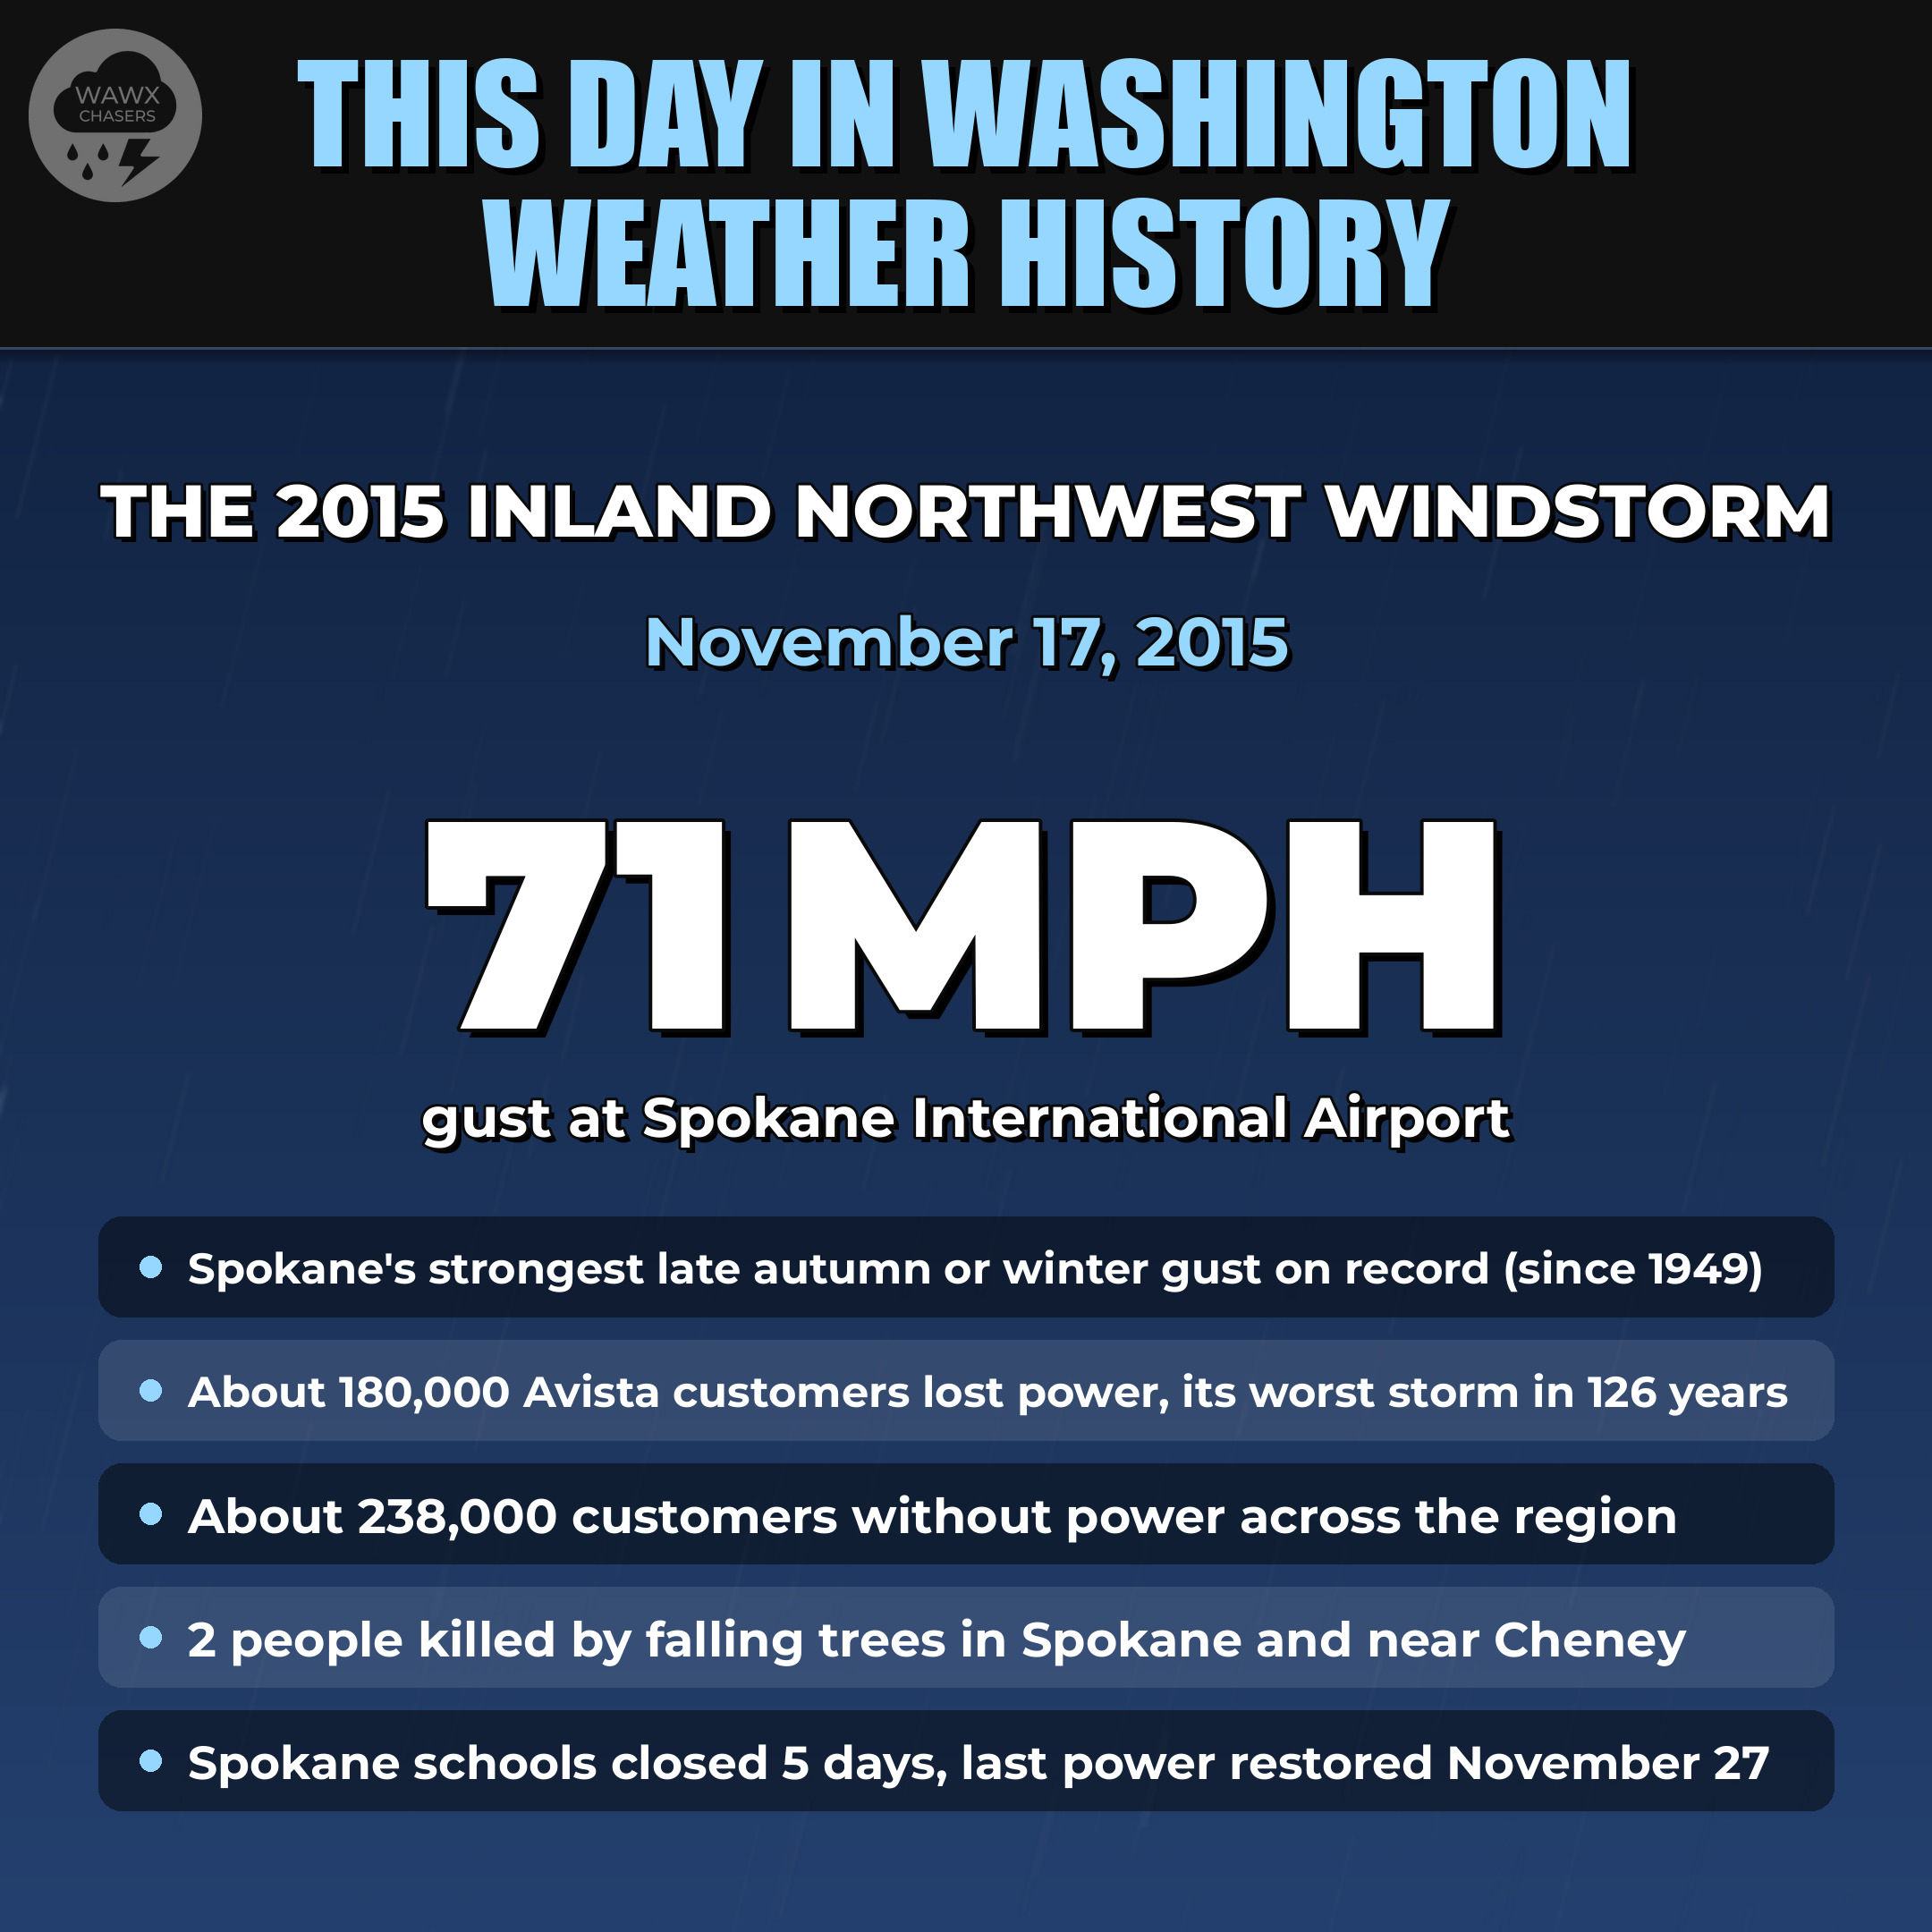 WAWX
CHASERS
THIS DAY IN WASHINGTON
WEATHER HISTORY
THE 2015 INLAND NORTHWEST WINDSTORM
November 17, 2015
71 MPH
gust at Spokane International Airport
Spokane's strongest late autumn or winter gust on record (since 1949)
About 180,000 Avista customers lost power, its worst storm in 126 years
About 238,000 customers without power across the region
2 people killed by falling trees in Spokane and near Cheney
Spokane schools closed 5 days, last power restored November 27